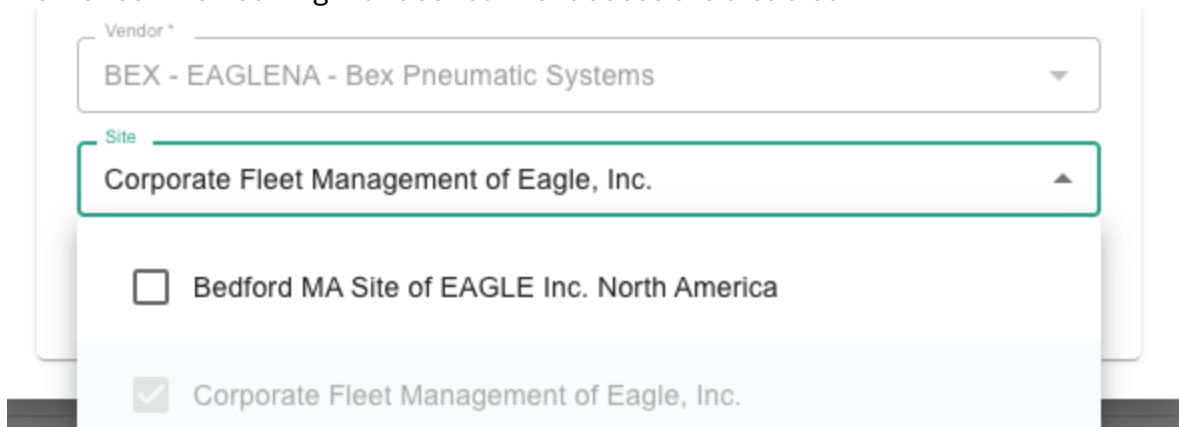 Vendor *
BEX - EAGLENA - Bex Pneumatic Systems
Site
Corporate Fleet Management of Eagle, Inc.
Bedford MA Site of EAGLE Inc. North America
Corporate Fleet Management of Eagle, Inc.